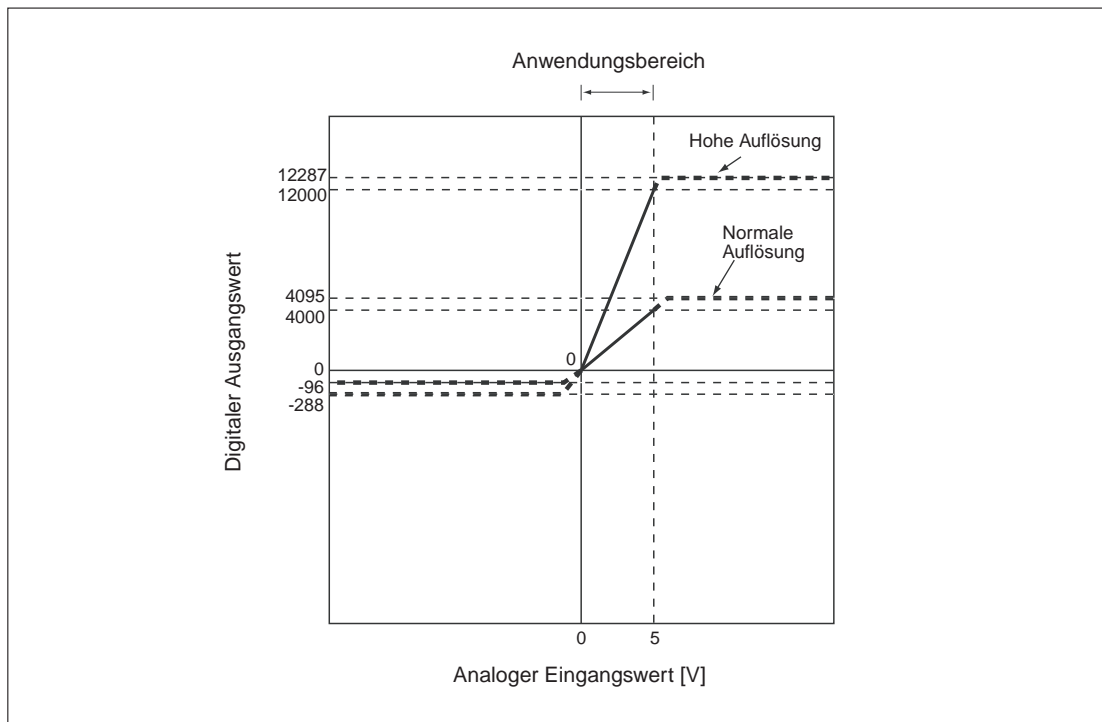 Anwendungsbereich
Hohe Auflösung
12287
12000
Normale
Auflösung
Digitaler Ausgangswert
4095
4000
0
0
-96
-288
0 5
Analoger Eingangswert [V]